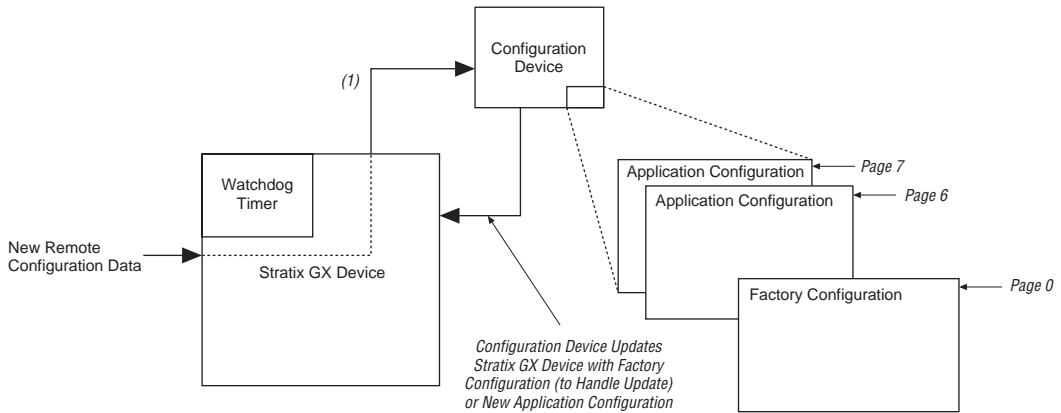 Configuration
Device
(1)
Watchdog
Timer
Application Configuration
Page 7
Application Configuration
Page 6
New Remote
Configuration Data
Stratix GX Device
Factory Configuration
Page 0
Configuration Device Updates
Stratix GX Device with Factory
Configuration (to Handle Update)
or New Application Configuration